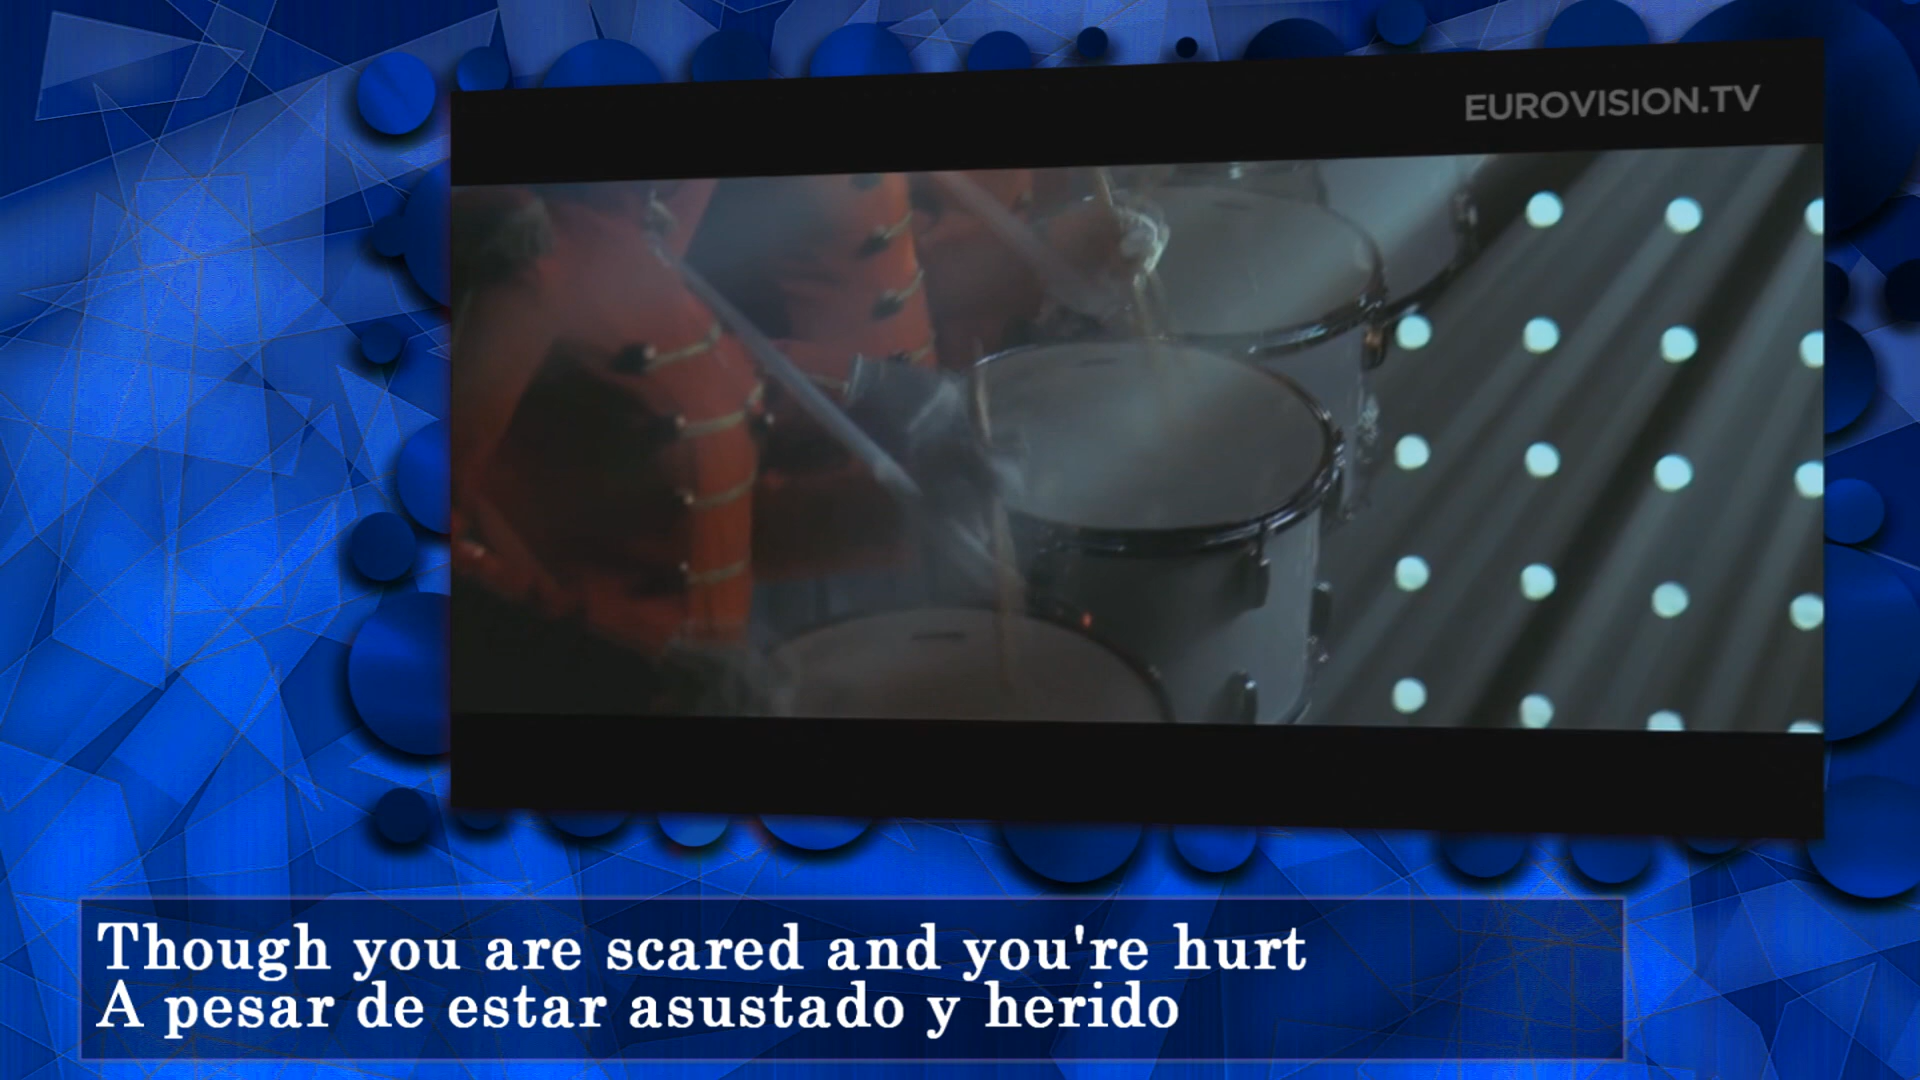 EUROVISION.TV
Though you are scared and you're hurt
A pesar de estar asustado y herido